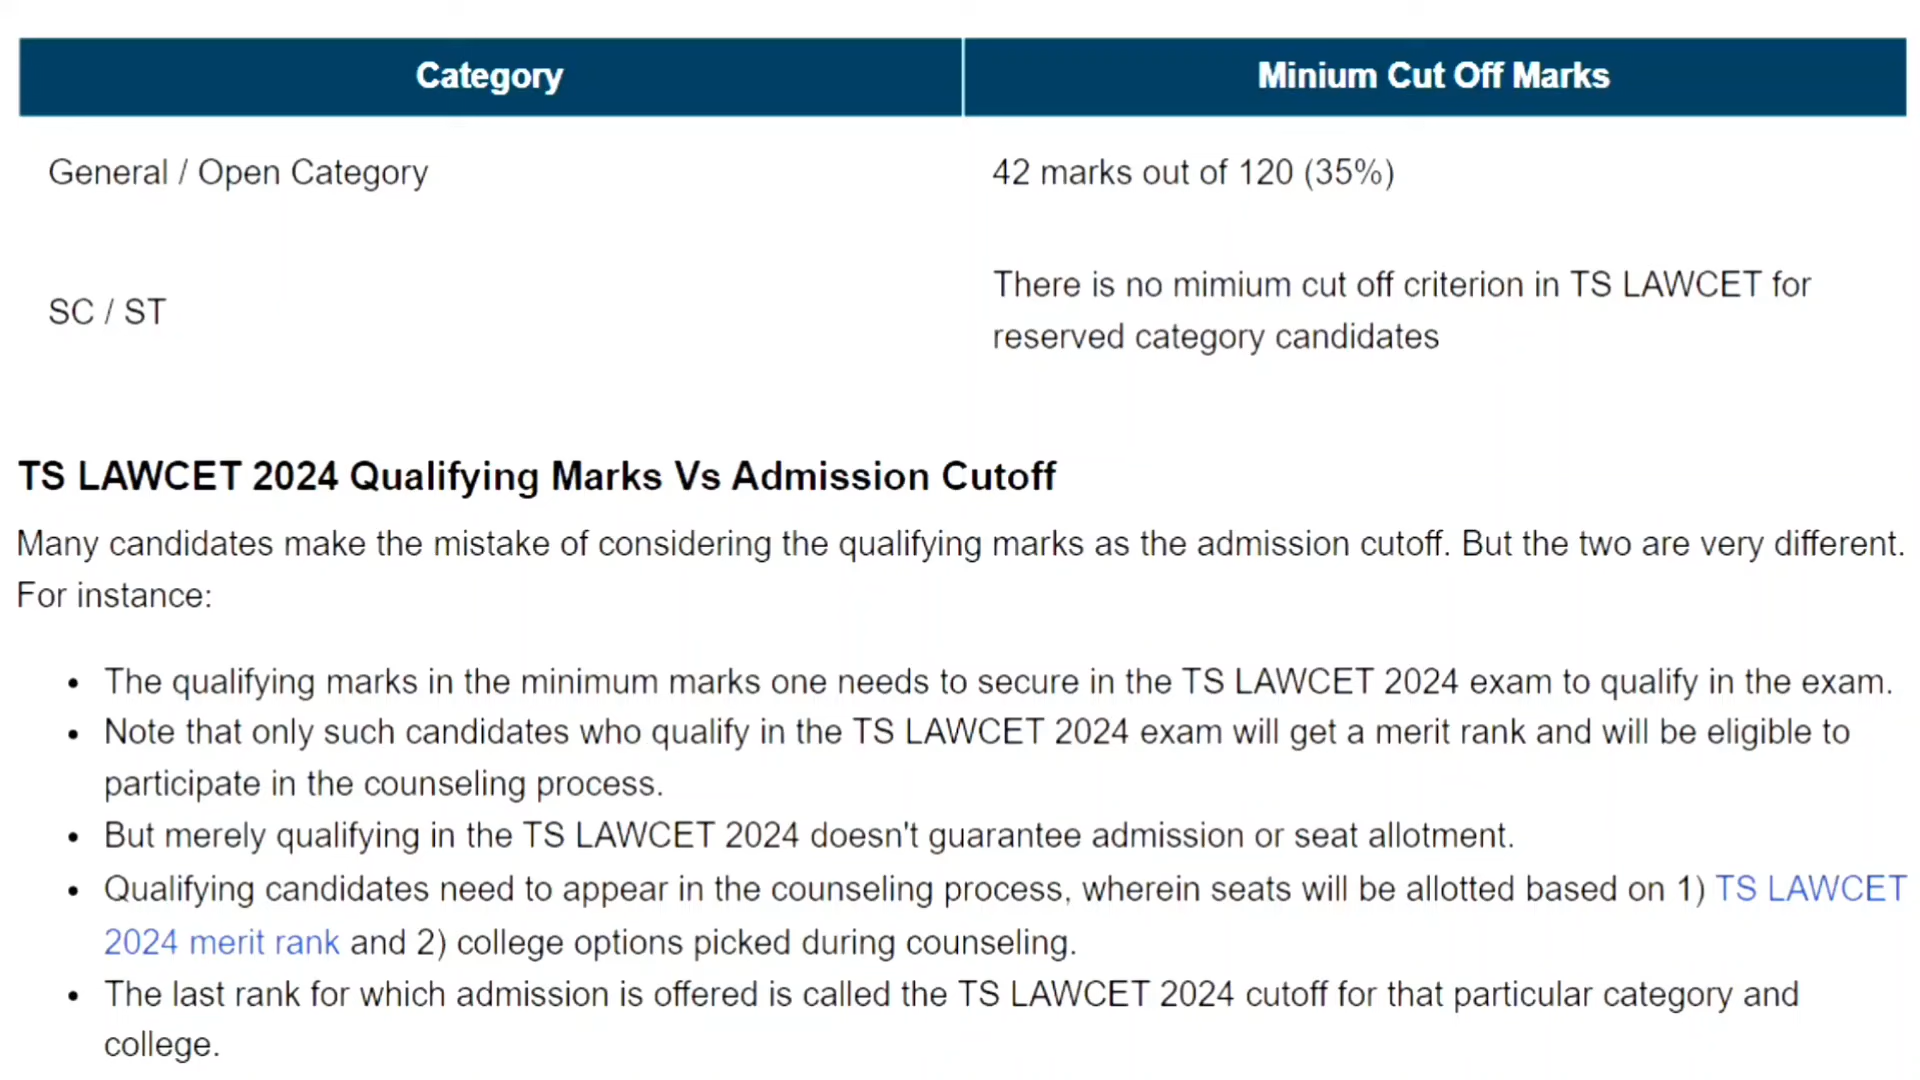 Category
Minium Cut Off Marks
General / Open Category
42 marks out of 120 (35%)
SC / ST
There is no mimium cut off criterion in TS LAWCET for
reserved category candidates
TS LAWCET 2024 Qualifying Marks Vs Admission Cutoff
Many candidates make the mistake of considering the qualifying marks as the admission cutoff. But the two are very different.
For instance:
• The qualifying marks in the minimum marks one needs to secure in the TS LAWCET 2024 exam to qualify in the exam.
• Note that only such candidates who qualify in the TS LAWCET 2024 exam will get a merit rank and will be eligible to
participate in the counseling process.
• But merely qualifying in the TS LAWCET 2024 doesn't guarantee admission or seat allotment.
• Qualifying candidates need to appear in the counseling process, wherein seats will be allotted based on 1) TS LAWCET
2024 merit rank and 2) college options picked during counseling.
• The last rank for which admission is offered is called the TS LAWCET 2024 cutoff for that particular category and
college.